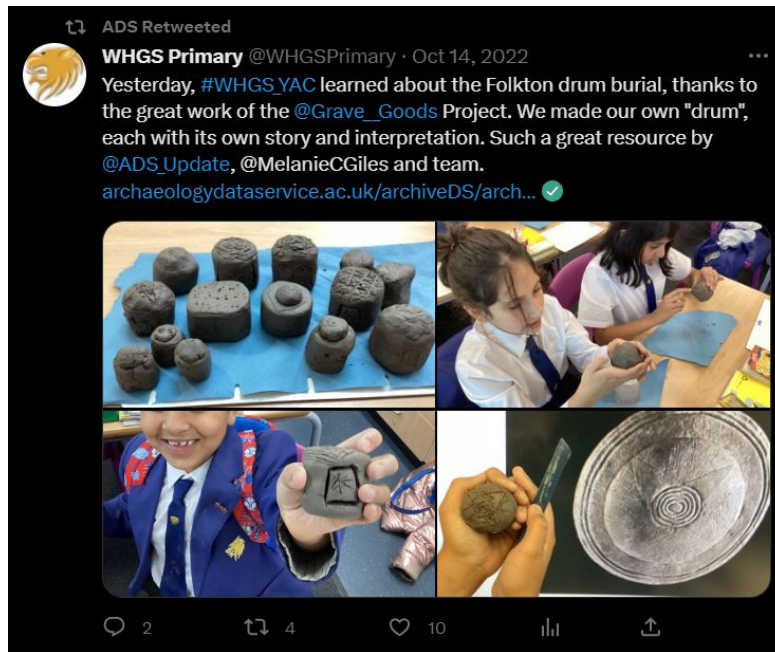 ADS Retweeted
WHGS Primary @WHGSPrimary · Oct 14, 2022
Yesterday, #WHGS_YAC learned about the Folkton drum burial, thanks to
the great work of the @Grave__Goods Project. We made our own "drum",
each with its own story and interpretation. Such a great resource by
@ADS_Update, @MelanieCGiles and team.
archaeologydataservice.ac.uk/archiveDS/arch...
2 4 10